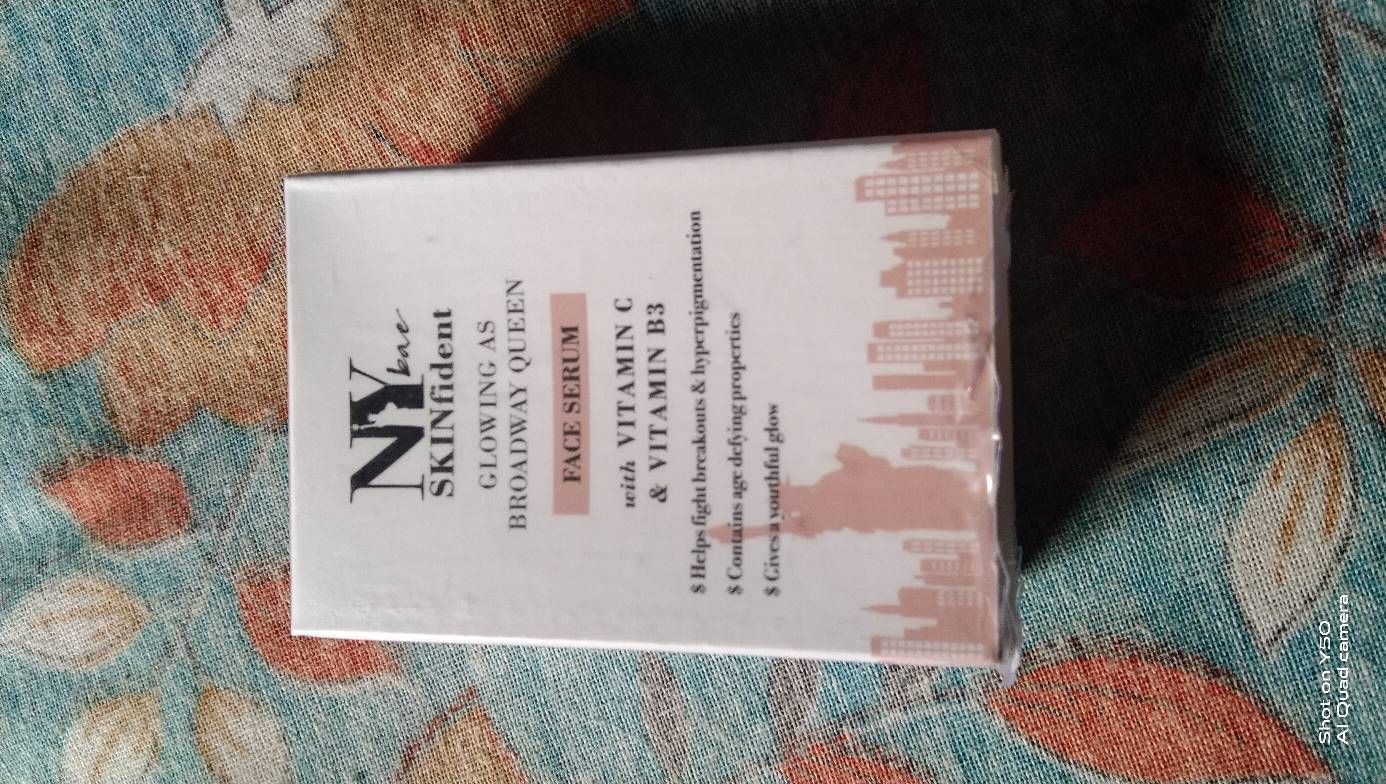 NY bae
SKINfident
GLOWING AS
BROADWAY QUEEN
FACE SERUM
with VITAMIN C
& VITAMIN B3
$ Helps fight breakouts & hyperpigmentation
$ Contains age defying properties
$ Gives a youthful glow
Shot on Y50
AI Quad camera